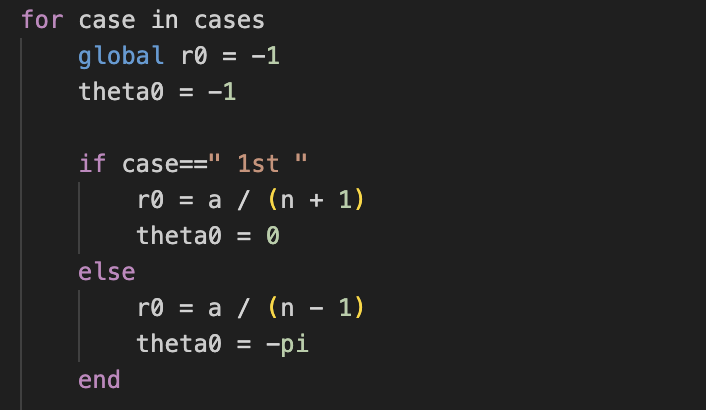 for case in cases
    global r0 = -1
    theta0 = -1

    if case==" 1st "
        r0 = a / (n + 1)
        theta0 = 0
    else
        r0 = a / (n - 1)
        theta0 = -pi
    end